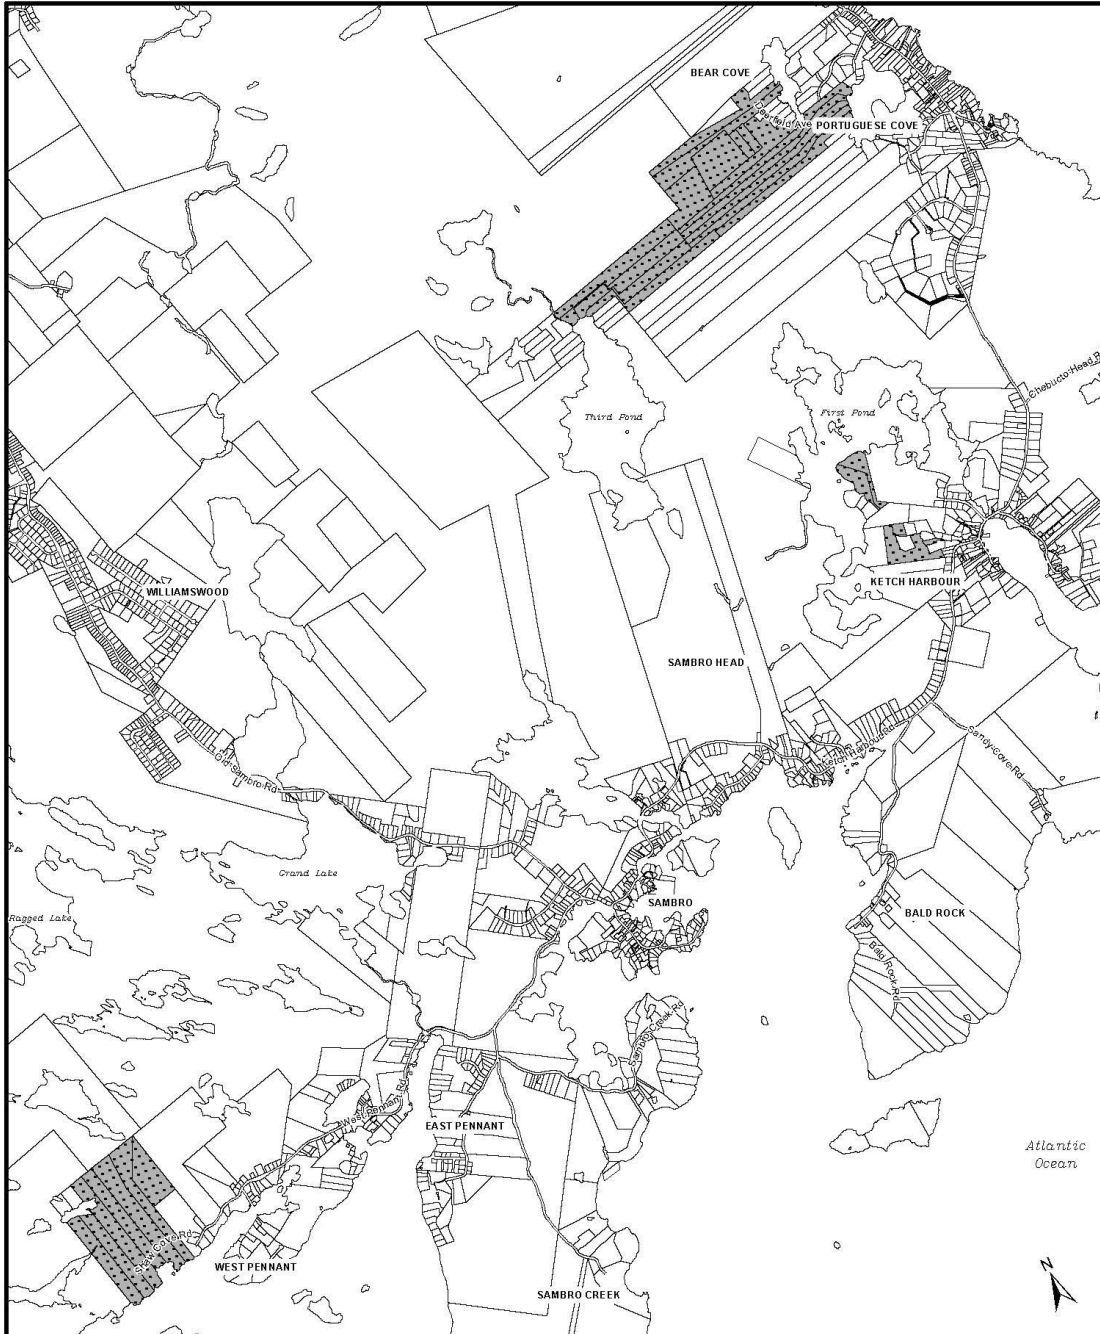 BEAR COVE
Deerfield Ave
PORTUGUESE COVE
Chebucto Head R
Third Pond
First Pond
KETCH HARBOUR
WILLIAMSWOOD
SAMBRO HEAD
Ketch Harbour Rd
Sandy Cove Rd
Old Sambro Rd
Grand Lake
SAMBRO
BALD ROCK
Ragged Lake
Bald Rock Rd
Sambro Creek Rd
West Pennant Rd
EAST PENNANT
Atlantic
Ocean
Shaw Cove Rd
WEST PENNANT
N
SAMBRO CREEK